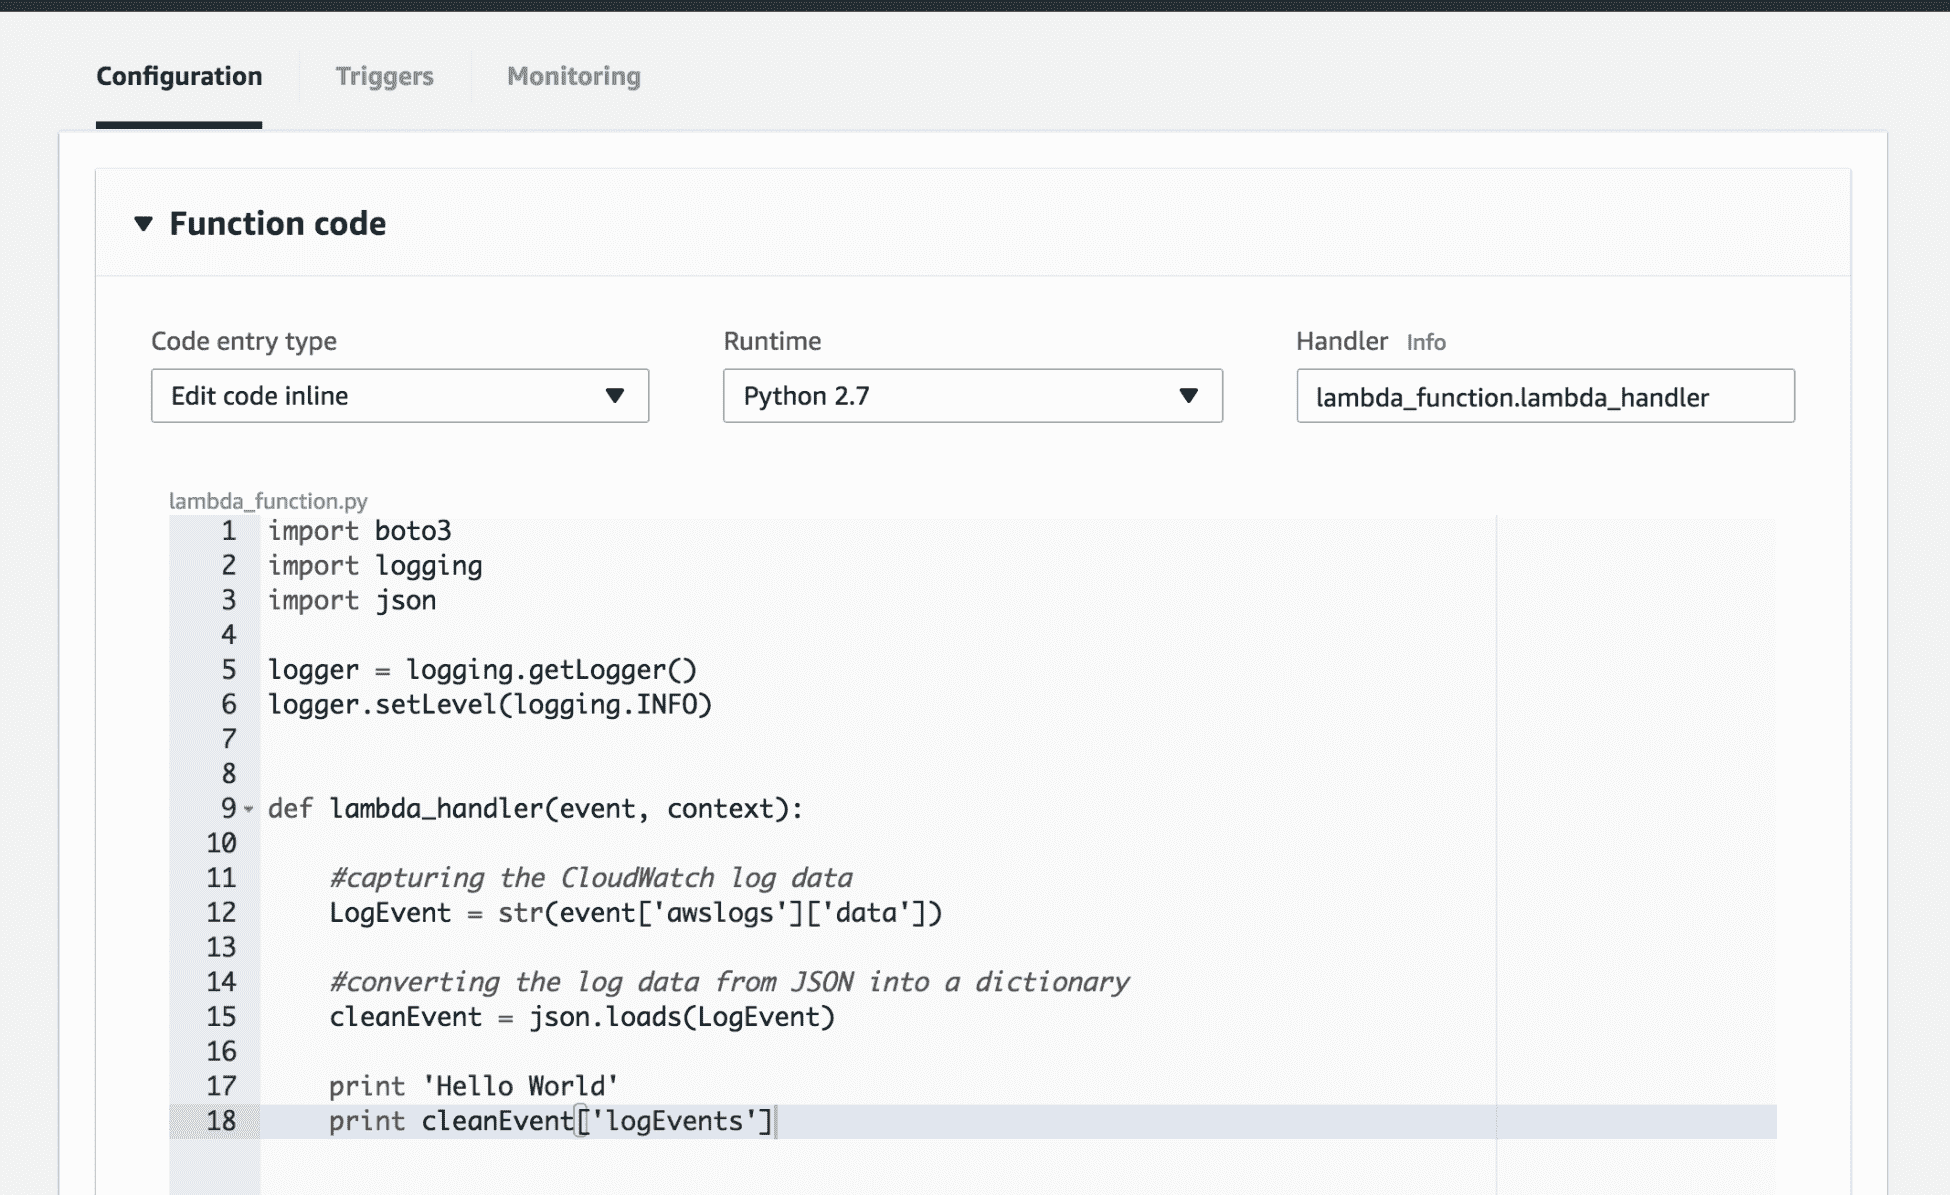 Configuration Triggers Monitoring
Function code
Code entry type Runtime Handler Info
Edit code inline Python 2.7 lambda_function.lambda_handler
lambda_function.py
1 import boto3
2 import logging
3 import json
4
5 logger = logging.getLogger()
6 logger.setLevel(logging.INFO)
7
8
9 def lambda_handler(event, context):
10
11     #capturing the CloudWatch log data
12     LogEvent = str(event['awslogs']['data'])
13
14     #converting the log data from JSON into a dictionary
15     cleanEvent = json.loads(LogEvent)
16
17     print 'Hello World'
18     print cleanEvent['logEvents']